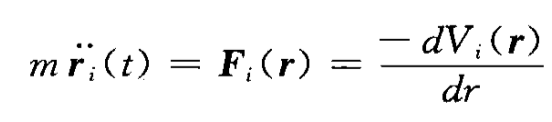 m r̈ᵢ(t) = Fᵢ(r) = −dVᵢ(r)/dr